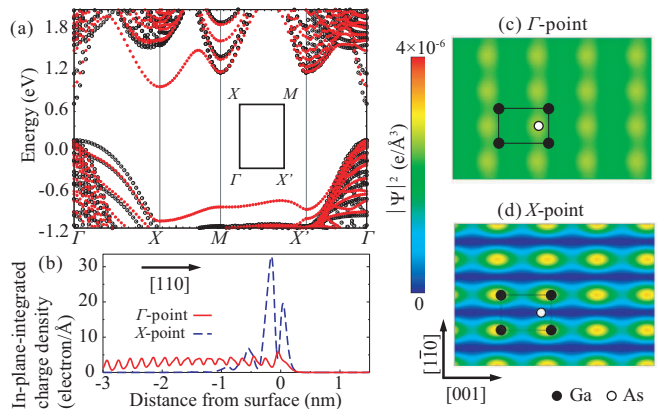 (a)
Energy (eV)
1.8
1.2
0.6
0.0
-0.6
-1.2
X M
Γ X'
Γ X M X' Γ
4×10⁻⁶
|Ψ|² (e/Å³)
0
(b)
In-plane-integrated
charge density
(electron/Å)
[110]
Γ-point
X-point
30
20
10
0
-3 -2 -1 0 1
Distance from surface (nm)
(c) Γ-point
(d) X-point
[11̅0]
[001]
Ga As